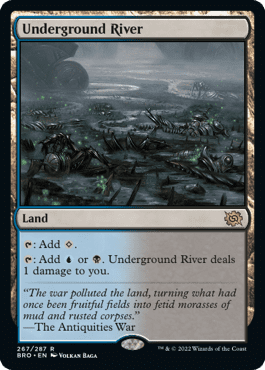 Underground River
Land
: Add .
: Add or . Underground River deals
1 damage to you.
“The war polluted the land, turning what had
once been fruitful fields into fetid morasses of
mud and rusted corpses.”
—The Antiquities War
267/287 R
BRO • EN VOLKAN BAGA
™ & © 2022 Wizards of the Coast